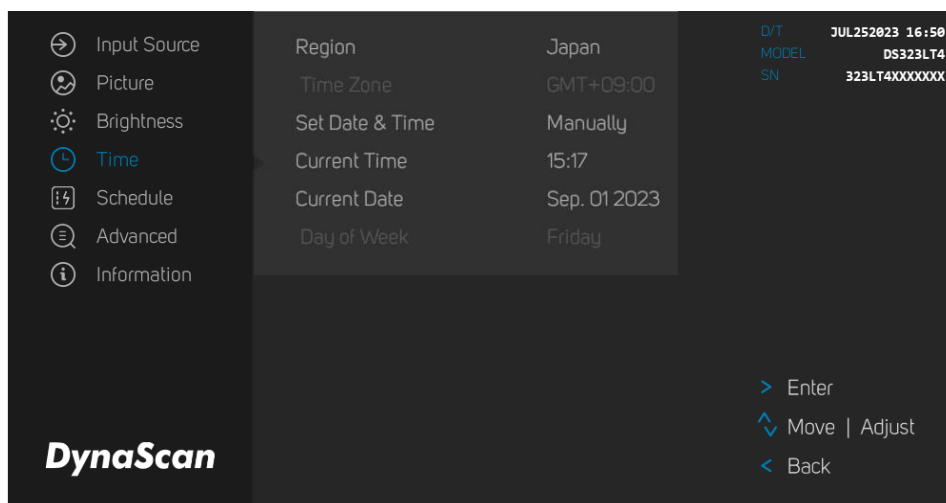 Input Source
Picture
Brightness
Time
Schedule
Advanced
Information
DynaScan
Region Japan
Time Zone GMT+09:00
Set Date & Time Manually
Current Time 15:17
Current Date Sep. 01 2023
Day of Week Friday
D/T JUL252023 16:50
MODEL DS323LT4
SN 323LT4XXXXXXX
> Enter
Move | Adjust
< Back